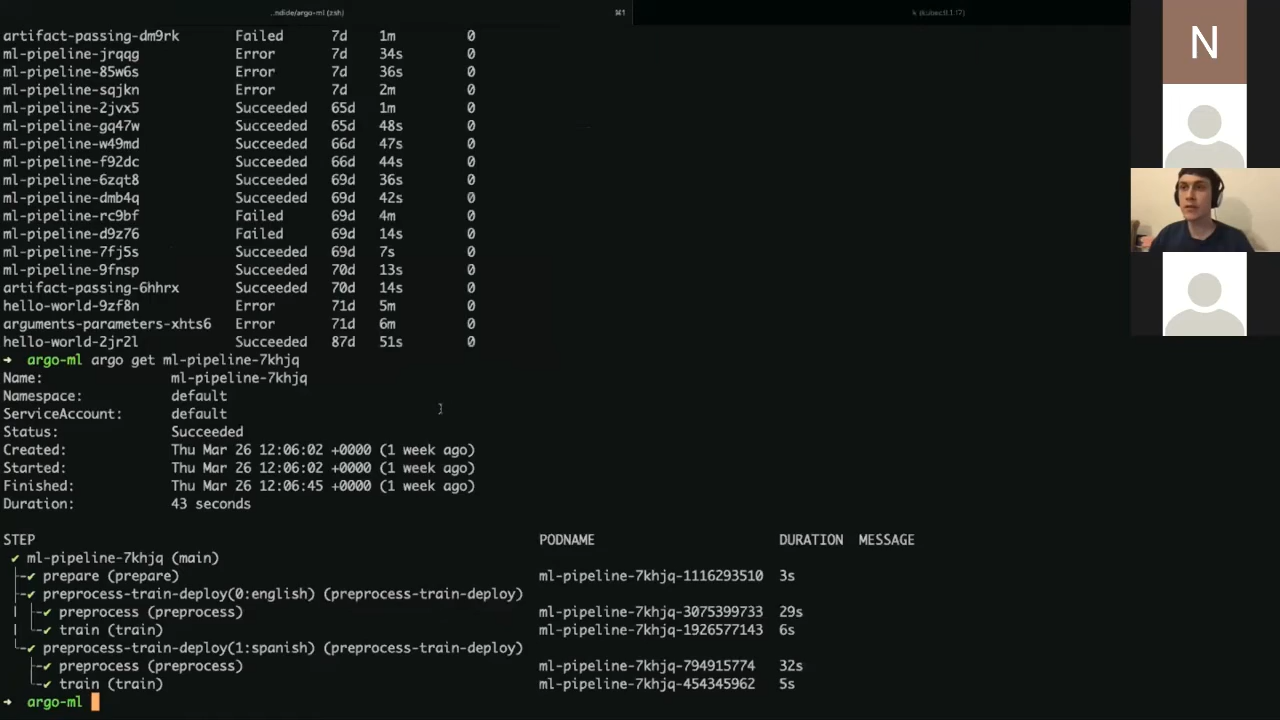 ..ndide/argo-ml (zsh) ⌘1 k (kubectl1.17)
artifact-passing-dm9rk Failed 7d 1m 0
ml-pipeline-jrqqg Error 7d 34s 0
ml-pipeline-85w6s Error 7d 36s 0
ml-pipeline-sqjkn Error 7d 2m 0
ml-pipeline-2jvx5 Succeeded 65d 1m 0
ml-pipeline-gq47w Succeeded 65d 48s 0
ml-pipeline-w49md Succeeded 66d 47s 0
ml-pipeline-f92dc Succeeded 66d 44s 0
ml-pipeline-6zqt8 Succeeded 69d 36s 0
ml-pipeline-dmb4q Succeeded 69d 42s 0
ml-pipeline-rc9bf Failed 69d 4m 0
ml-pipeline-d9z76 Failed 69d 14s 0
ml-pipeline-7fj5s Succeeded 69d 7s 0
ml-pipeline-9fnsp Succeeded 70d 13s 0
artifact-passing-6hhrx Succeeded 70d 14s 0
hello-world-9zf8n Error 71d 5m 0
arguments-parameters-xhts6 Error 71d 6m 0
hello-world-2jr2l Succeeded 87d 51s 0
➜ argo-ml argo get ml-pipeline-7khjq
Name: ml-pipeline-7khjq
Namespace: default
ServiceAccount: default
Status: Succeeded
Created: Thu Mar 26 12:06:02 +0000 (1 week ago)
Started: Thu Mar 26 12:06:02 +0000 (1 week ago)
Finished: Thu Mar 26 12:06:45 +0000 (1 week ago)
Duration: 43 seconds
STEP PODNAME DURATION MESSAGE
✔ ml-pipeline-7khjq (main)
├-✔ prepare (prepare) ml-pipeline-7khjq-1116293510 3s
├-✔ preprocess-train-deploy(0:english) (preprocess-train-deploy)
| ├-✔ preprocess (preprocess) ml-pipeline-7khjq-3075399733 29s
| └-✔ train (train) ml-pipeline-7khjq-1926577143 6s
└-✔ preprocess-train-deploy(1:spanish) (preprocess-train-deploy)
├-✔ preprocess (preprocess) ml-pipeline-7khjq-794915774 32s
└-✔ train (train) ml-pipeline-7khjq-454345962 5s
➜ argo-ml
N